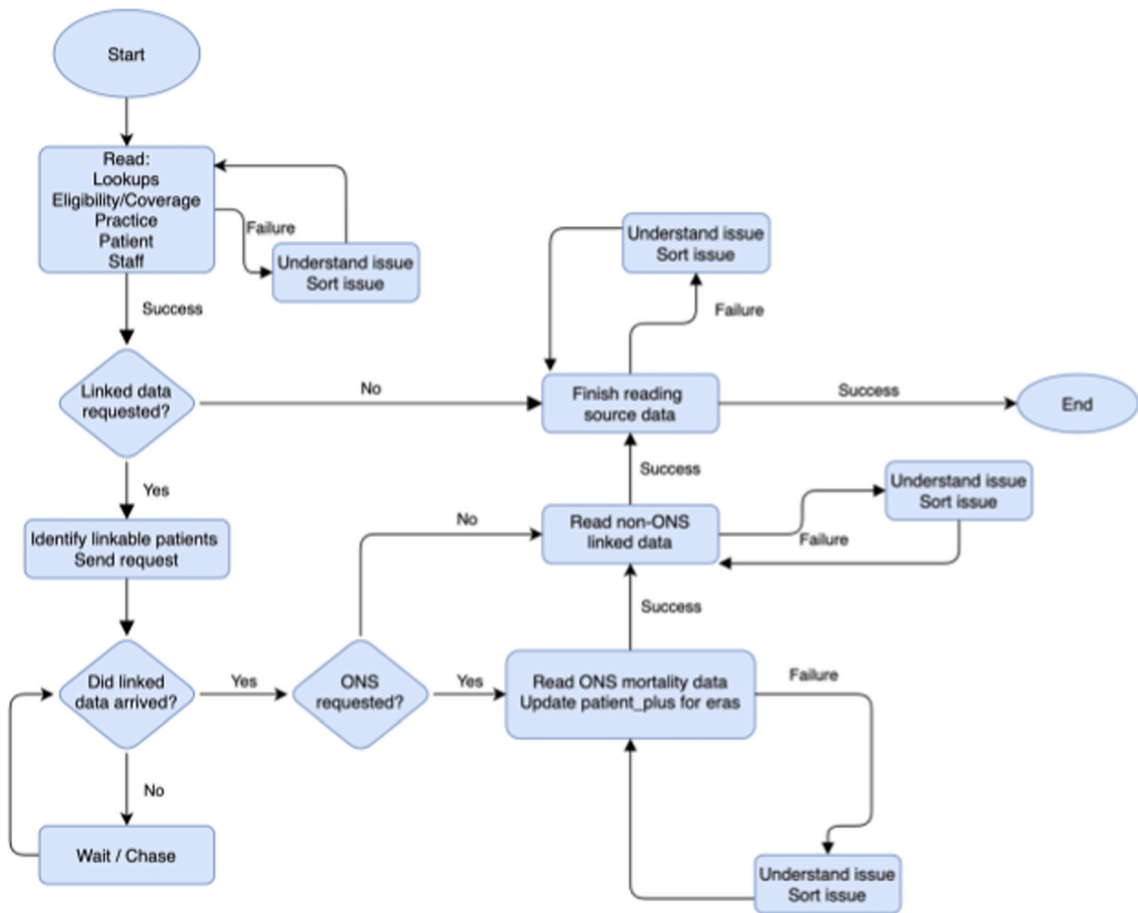 Start
Read:
Lookups
Eligibility/Coverage
Practice
Patient
Staff
Failure
Understand issue
Sort issue
Success
Linked data
requested?
No
Finish reading
source data
Failure
Understand issue
Sort issue
Success
End
Yes
Identify linkable patients
Send request
Did linked
data arrived?
No
Wait / Chase
Yes
ONS
requested?
No
Read non-ONS
linked data
Failure
Understand issue
Sort issue
Success
Yes
Read ONS mortality data
Update patient_plus for eras
Success
Failure
Understand issue
Sort issue